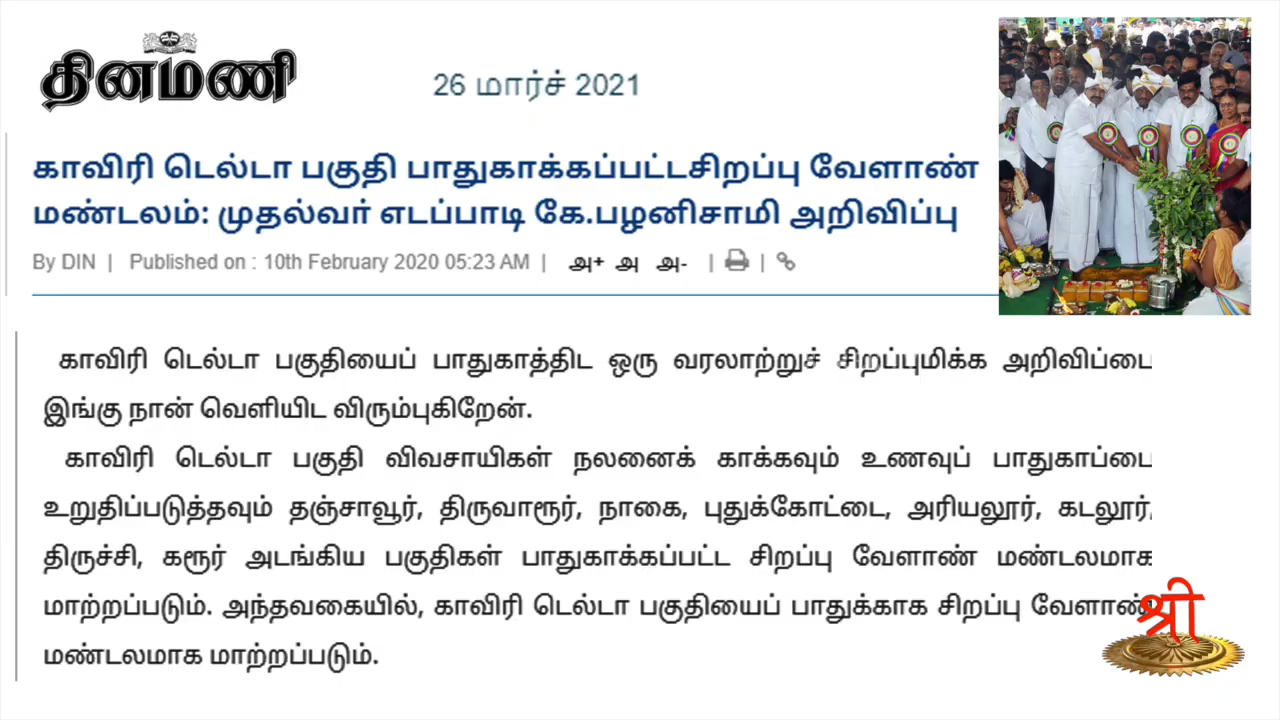 தினமணி
26 மார்ச் 2021
காவிரி டெல்டா பகுதி பாதுகாக்கப்பட்டசிறப்பு வேளாண்
மண்டலம்: முதல்வர் எடப்பாடி கே.பழனிசாமி அறிவிப்பு
By DIN | Published on : 10th February 2020 05:23 AM | அ+ அ அ- | |
காவிரி டெல்டா பகுதியைப் பாதுகாத்திட ஒரு வரலாற்றுச் சிறப்புமிக்க அறிவிப்பை
இங்கு நான் வெளியிட விரும்புகிறேன்.
காவிரி டெல்டா பகுதி விவசாயிகள் நலனைக் காக்கவும் உணவுப் பாதுகாப்பை
உறுதிப்படுத்தவும் தஞ்சாவூர், திருவாரூர், நாகை, புதுக்கோட்டை, அரியலூர், கடலூர்,
திருச்சி, கரூர் அடங்கிய பகுதிகள் பாதுகாக்கப்பட்ட சிறப்பு வேளாண் மண்டலமாக
மாற்றப்படும். அந்தவகையில், காவிரி டெல்டா பகுதியைப் பாதுக்காக சிறப்பு வேளாண்
மண்டலமாக மாற்றப்படும்.
ஸ்ரீ